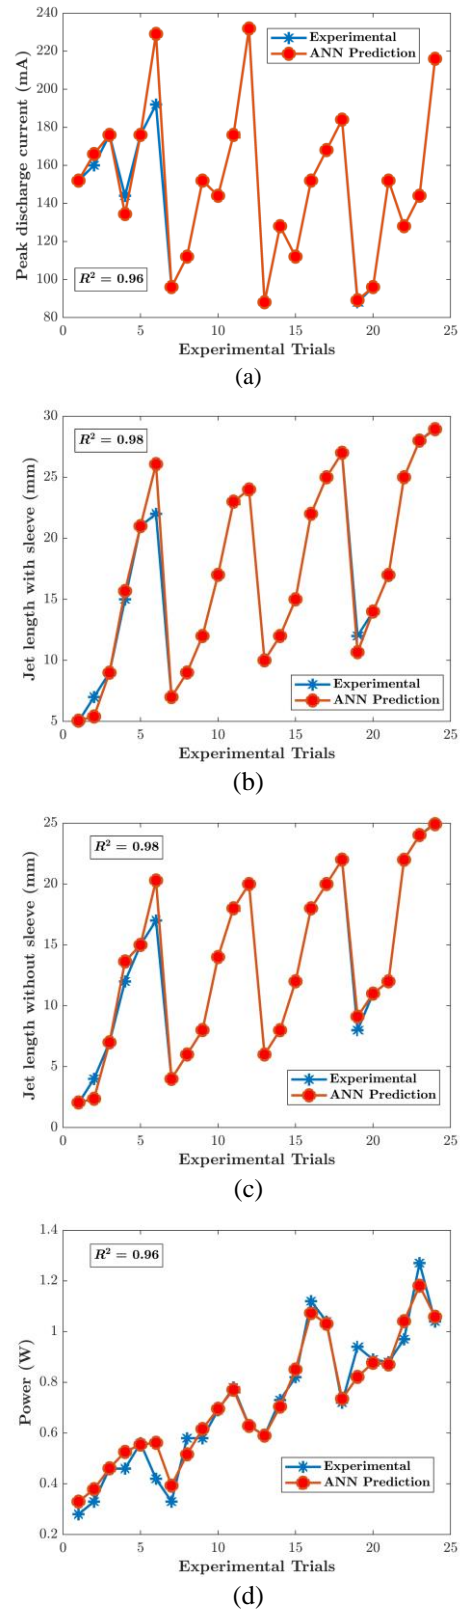 240
220
200
180
160
140
120
100
80
Peak discharge current (mA)
Experimental
ANN Prediction
R² = 0.96
0 5 10 15 20 25
Experimental Trials
(a)
30
25
20
15
10
5
Jet length with sleeve (mm)
R² = 0.98
Experimental
ANN Prediction
0 5 10 15 20 25
Experimental Trials
(b)
25
20
15
10
5
0
Jet length without sleeve (mm)
R² = 0.98
Experimental
ANN Prediction
0 5 10 15 20 25
Experimental Trials
(c)
1.4
1.2
1
0.8
0.6
0.4
0.2
Power (W)
R² = 0.96
Experimental
ANN Prediction
0 5 10 15 20 25
Experimental Trials
(d)